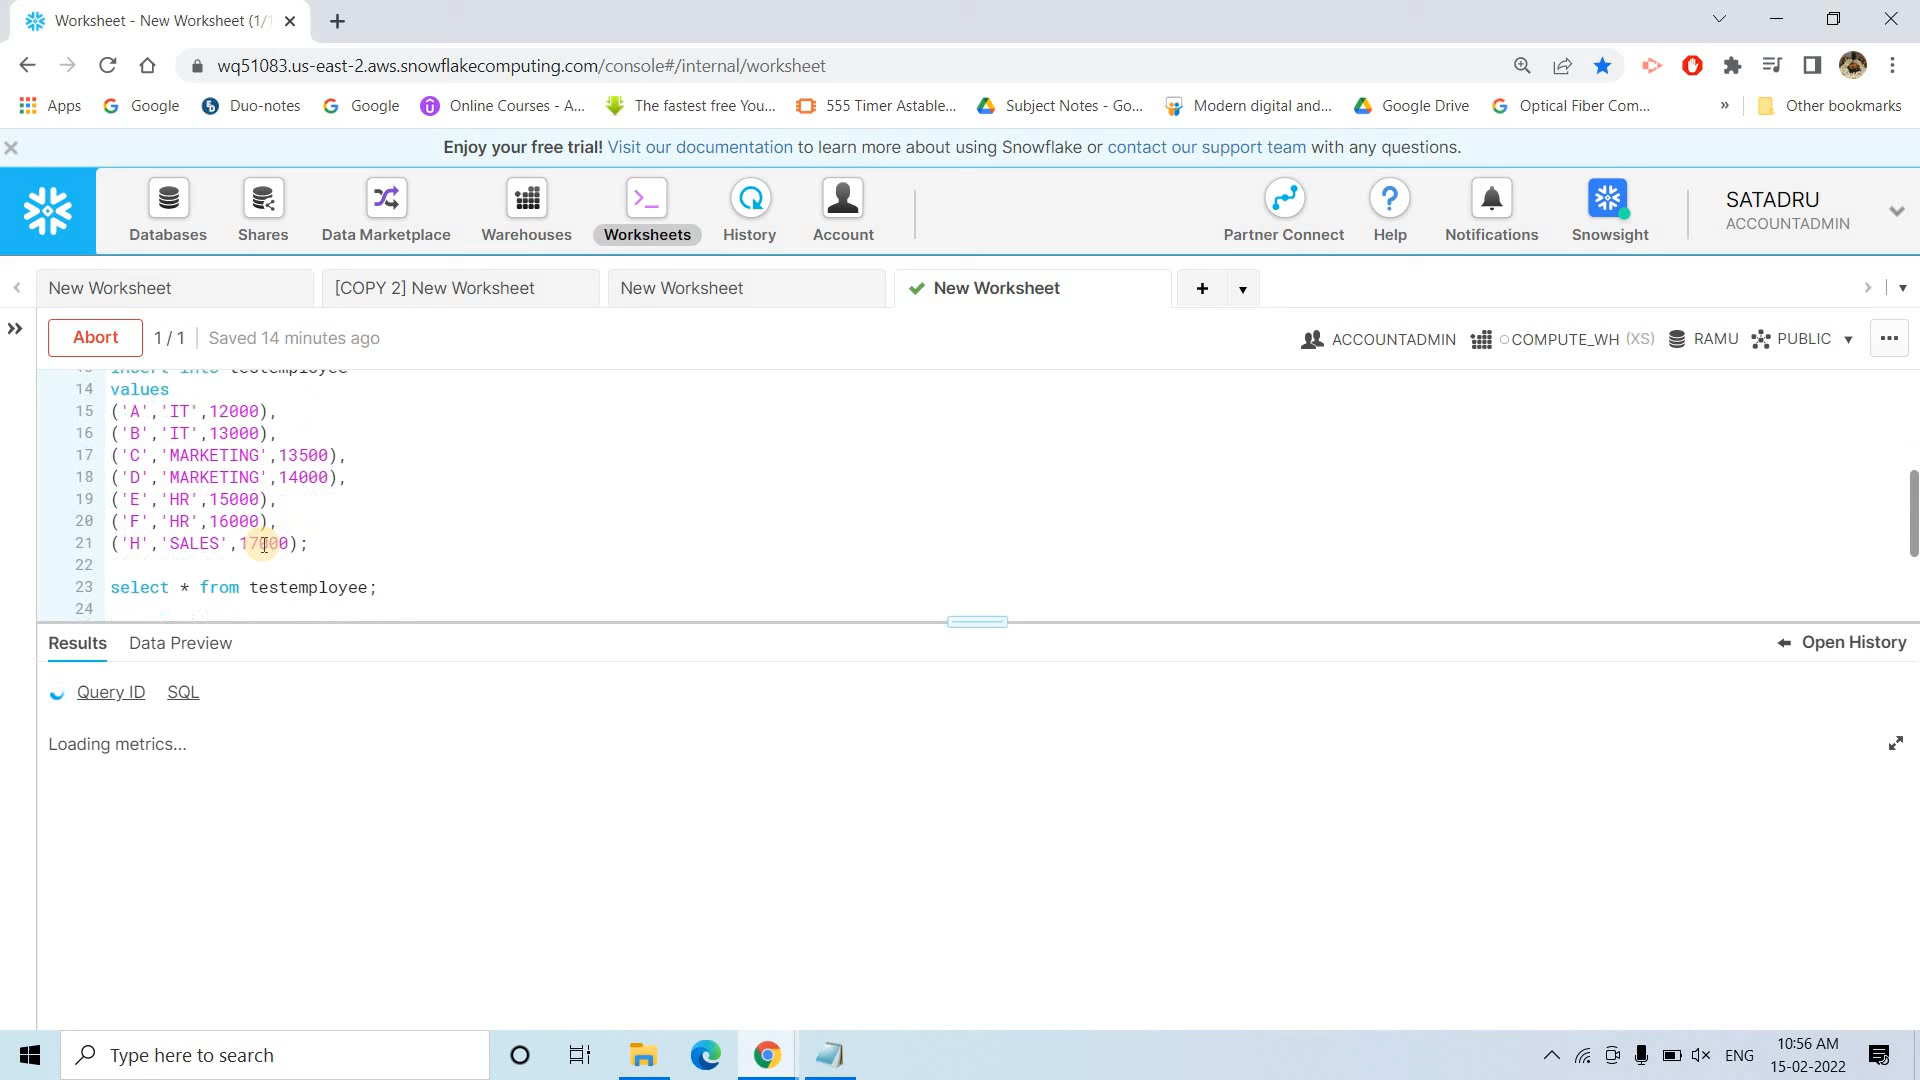 Worksheet - New Worksheet (1/1
wq51083.us-east-2.aws.snowflakecomputing.com/console#/internal/worksheet
Apps Google Duo-notes Google Online Courses - A... The fastest free You... 555 Timer Astable... Subject Notes - Go... Modern digital and... Google Drive Optical Fiber Com... » Other bookmarks
Enjoy your free trial! Visit our documentation to learn more about using Snowflake or contact our support team with any questions.
Databases Shares Data Marketplace Warehouses Worksheets History Account Partner Connect Help Notifications Snowsight
SATADRU
ACCOUNTADMIN
New Worksheet [COPY 2] New Worksheet New Worksheet New Worksheet
Abort 1 / 1 Saved 14 minutes ago ACCOUNTADMIN COMPUTE_WH (XS) RAMU PUBLIC
13 insert into testemployee
14 values
15 ('A','IT',12000),
16 ('B','IT',13000),
17 ('C','MARKETING',13500),
18 ('D','MARKETING',14000),
19 ('E','HR',15000),
20 ('F','HR',16000),
21 ('H','SALES',17000);
22
23 select * from testemployee;
24
Results Data Preview Open History
Query ID SQL
Loading metrics...
Type here to search
ENG
10:56 AM
15-02-2022